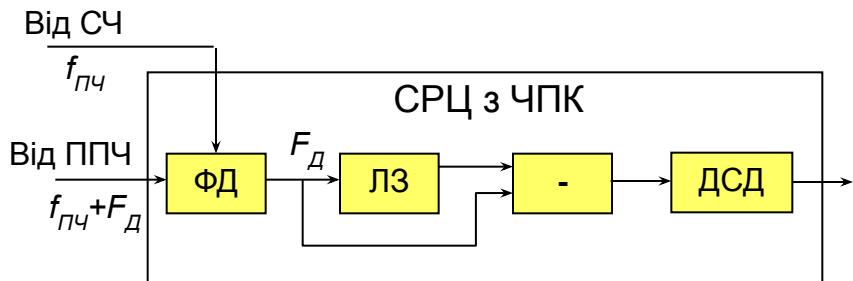 Від СЧ
fПЧ
СРЦ з ЧПК
Від ППЧ
fПЧ+FД
ФД
FД
ЛЗ
-
ДСД